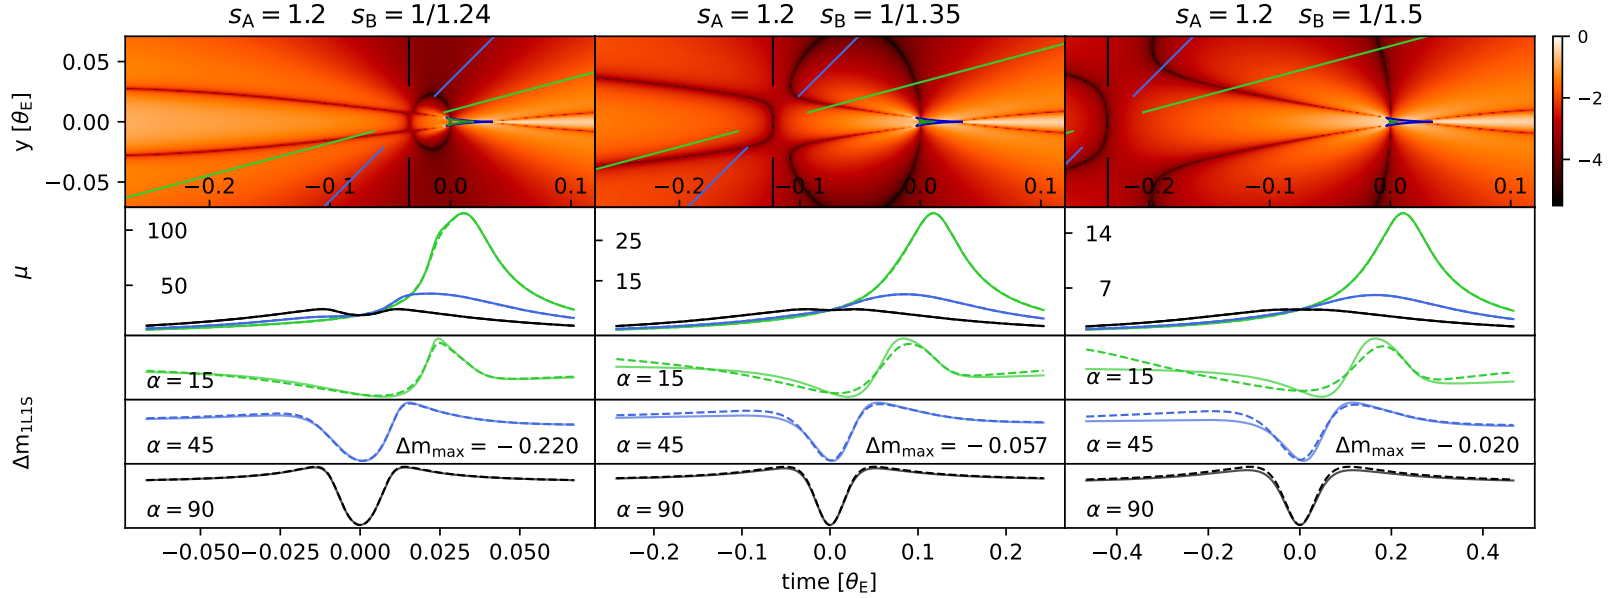 s_A = 1.2 s_B = 1/1.24
s_A = 1.2 s_B = 1/1.35
s_A = 1.2 s_B = 1/1.5
y [θ_E]
0.05
0.00
−0.05
−0.2 −0.1 0.0 0.1
−0.2 −0.1 0.0 0.1
−0.2 0.0 0.1
0
−2
−4
μ
100
50
25
15
14
7
Δm_1L1S
α = 15
α = 15
α = 15
α = 45 Δm_max = −0.220
α = 45 Δm_max = −0.057
α = 45 Δm_max = −0.020
α = 90
α = 90
α = 90
−0.050 −0.025 0.000 0.025 0.050
−0.2 −0.1 0.0 0.1 0.2
−0.4 −0.2 0.0 0.2 0.4
time [θ_E]